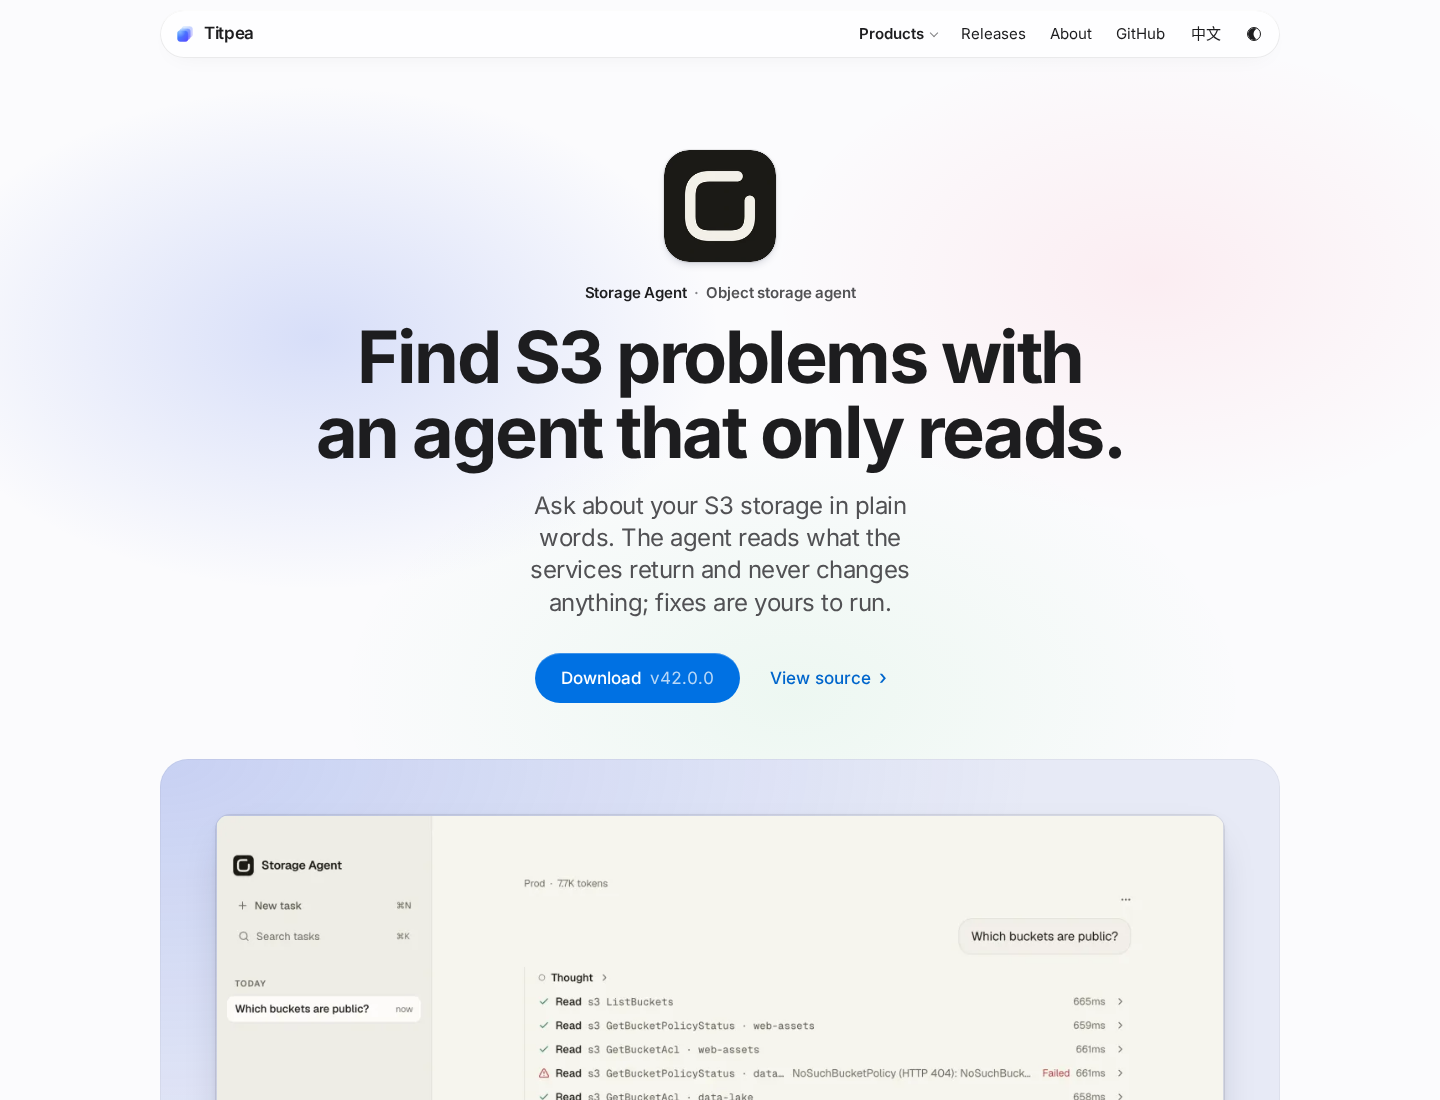 Titpea
Products
Releases
About
GitHub
中文
Storage Agent · Object storage agent
Find S3 problems with
an agent that only reads.
Ask about your S3 storage in plain
words. The agent reads what the
services return and never changes
anything; fixes are yours to run.
Download v42.0.0
View source
Storage Agent
New task ⌘N
Search tasks ⌘K
TODAY
Which buckets are public? now
Prod · 7.7K tokens
Which buckets are public?
Thought
Read s3 ListBuckets 665ms
Read s3 GetBucketPolicyStatus · web-assets 659ms
Read s3 GetBucketAcl · web-assets 661ms
Read s3 GetBucketPolicyStatus · data… NoSuchBucketPolicy (HTTP 404): NoSuchBuck… Failed 661ms
Read s3 GetBucketAcl · data-lake 658ms